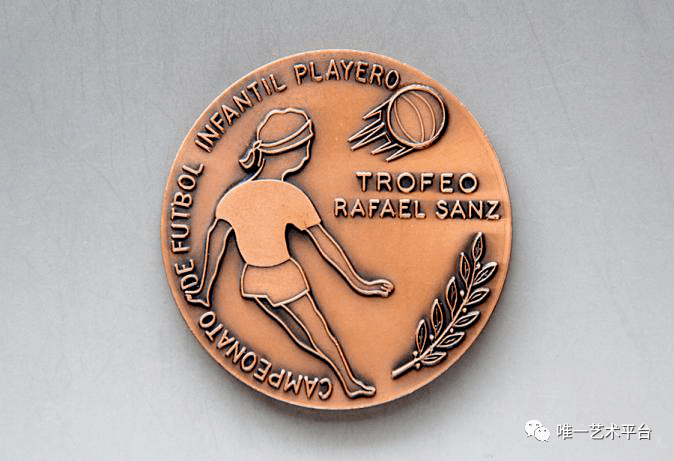 CAMPEONATO DE FUTBOL INFANTIL PLAYERO
TROFEO
RAFAEL SANZ
唯一艺术平台